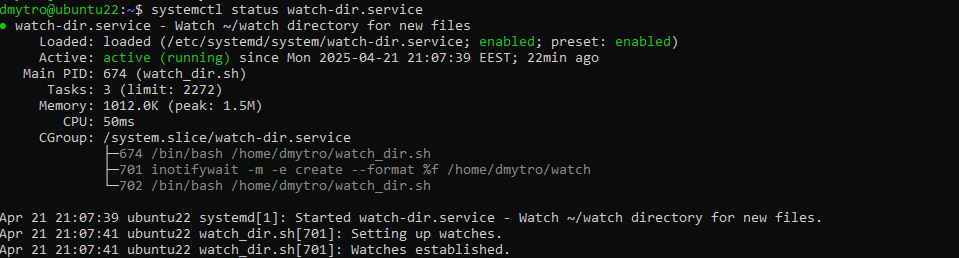 dmytro@ubuntu22:~$ systemctl status watch-dir.service
● watch-dir.service - Watch ~/watch directory for new files
     Loaded: loaded (/etc/systemd/system/watch-dir.service; enabled; preset: enabled)
     Active: active (running) since Mon 2025-04-21 21:07:39 EEST; 22min ago
   Main PID: 674 (watch_dir.sh)
      Tasks: 3 (limit: 2272)
     Memory: 1012.0K (peak: 1.5M)
        CPU: 50ms
     CGroup: /system.slice/watch-dir.service
             ├─674 /bin/bash /home/dmytro/watch_dir.sh
             ├─701 inotifywait -m -e create --format %f /home/dmytro/watch
             └─702 /bin/bash /home/dmytro/watch_dir.sh
Apr 21 21:07:39 ubuntu22 systemd[1]: Started watch-dir.service - Watch ~/watch directory for new files.
Apr 21 21:07:41 ubuntu22 watch_dir.sh[701]: Setting up watches.
Apr 21 21:07:41 ubuntu22 watch_dir.sh[701]: Watches established.